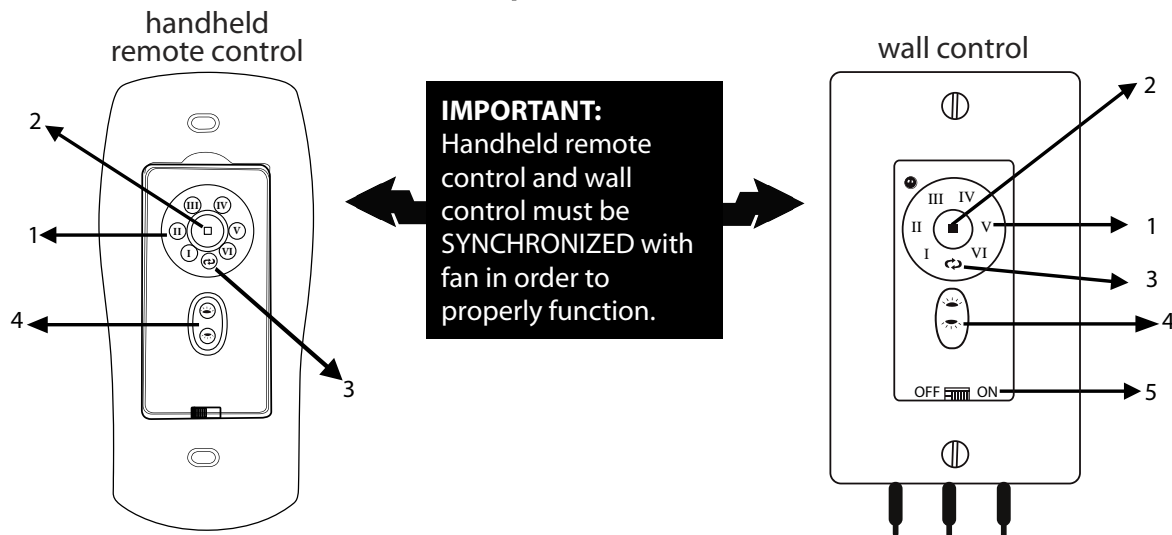 handheld
remote control
2
III IV
II V
1
I VI
4
3
IMPORTANT:
Handheld remote
control and wall
control must be
SYNCHRONIZED with
fan in order to
properly function.
wall control
2
III IV
II V
1
I VI
3
4
OFF ON
5